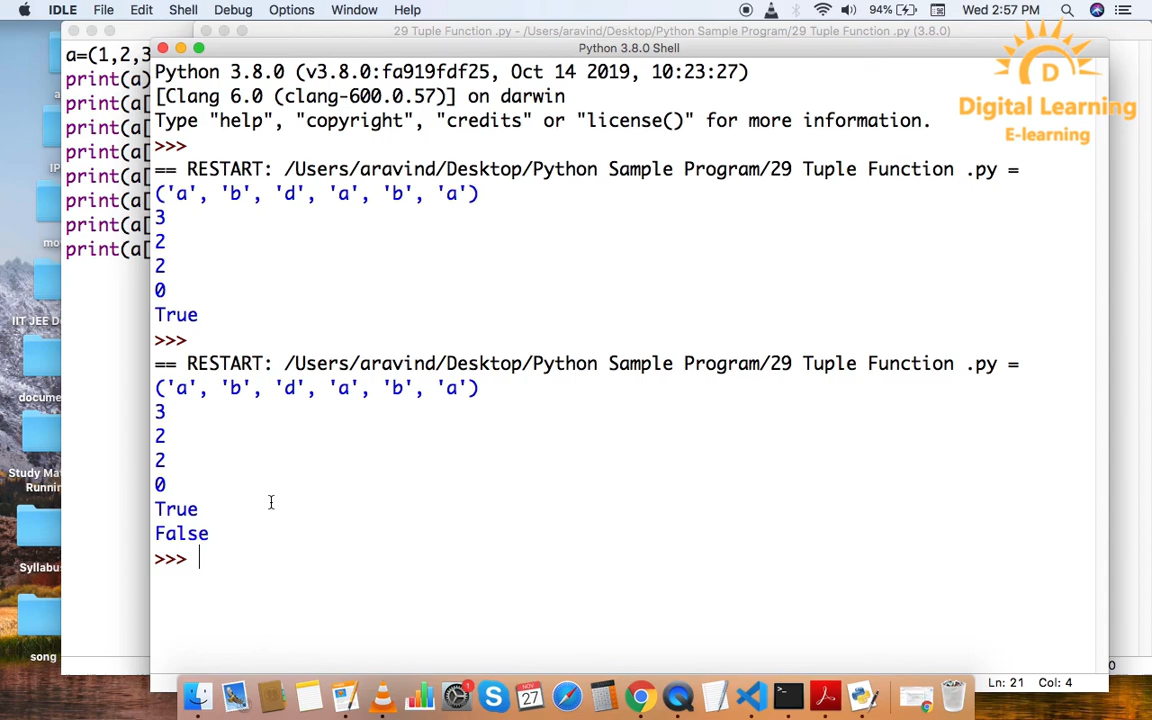 IDLE File Edit Shell Debug Options Window Help 94% Wed 2:57 PM
29 Tuple Function .py - /Users/aravind/Desktop/Python Sample Program/29 Tuple Function .py (3.8.0)
Python 3.8.0 Shell
a=(1,2,3
print(a)
print(a[
print(a[
print(a[
print(a[
print(a[
print(a[
print(a[
Python 3.8.0 (v3.8.0:fa919fdf25, Oct 14 2019, 10:23:27)
[Clang 6.0 (clang-600.0.57)] on darwin
Type "help", "copyright", "credits" or "license()" for more information.
>>>
== RESTART: /Users/aravind/Desktop/Python Sample Program/29 Tuple Function .py =
('a', 'b', 'd', 'a', 'b', 'a')
3
2
2
0
True
>>>
== RESTART: /Users/aravind/Desktop/Python Sample Program/29 Tuple Function .py =
('a', 'b', 'd', 'a', 'b', 'a')
3
2
2
0
True
False
>>>
D
Digital Learning
E-learning
IIT JEE D
docume
Study Ma
Runnin
Syllabus
song
NOV
27
1
Ln: 21 Col: 4